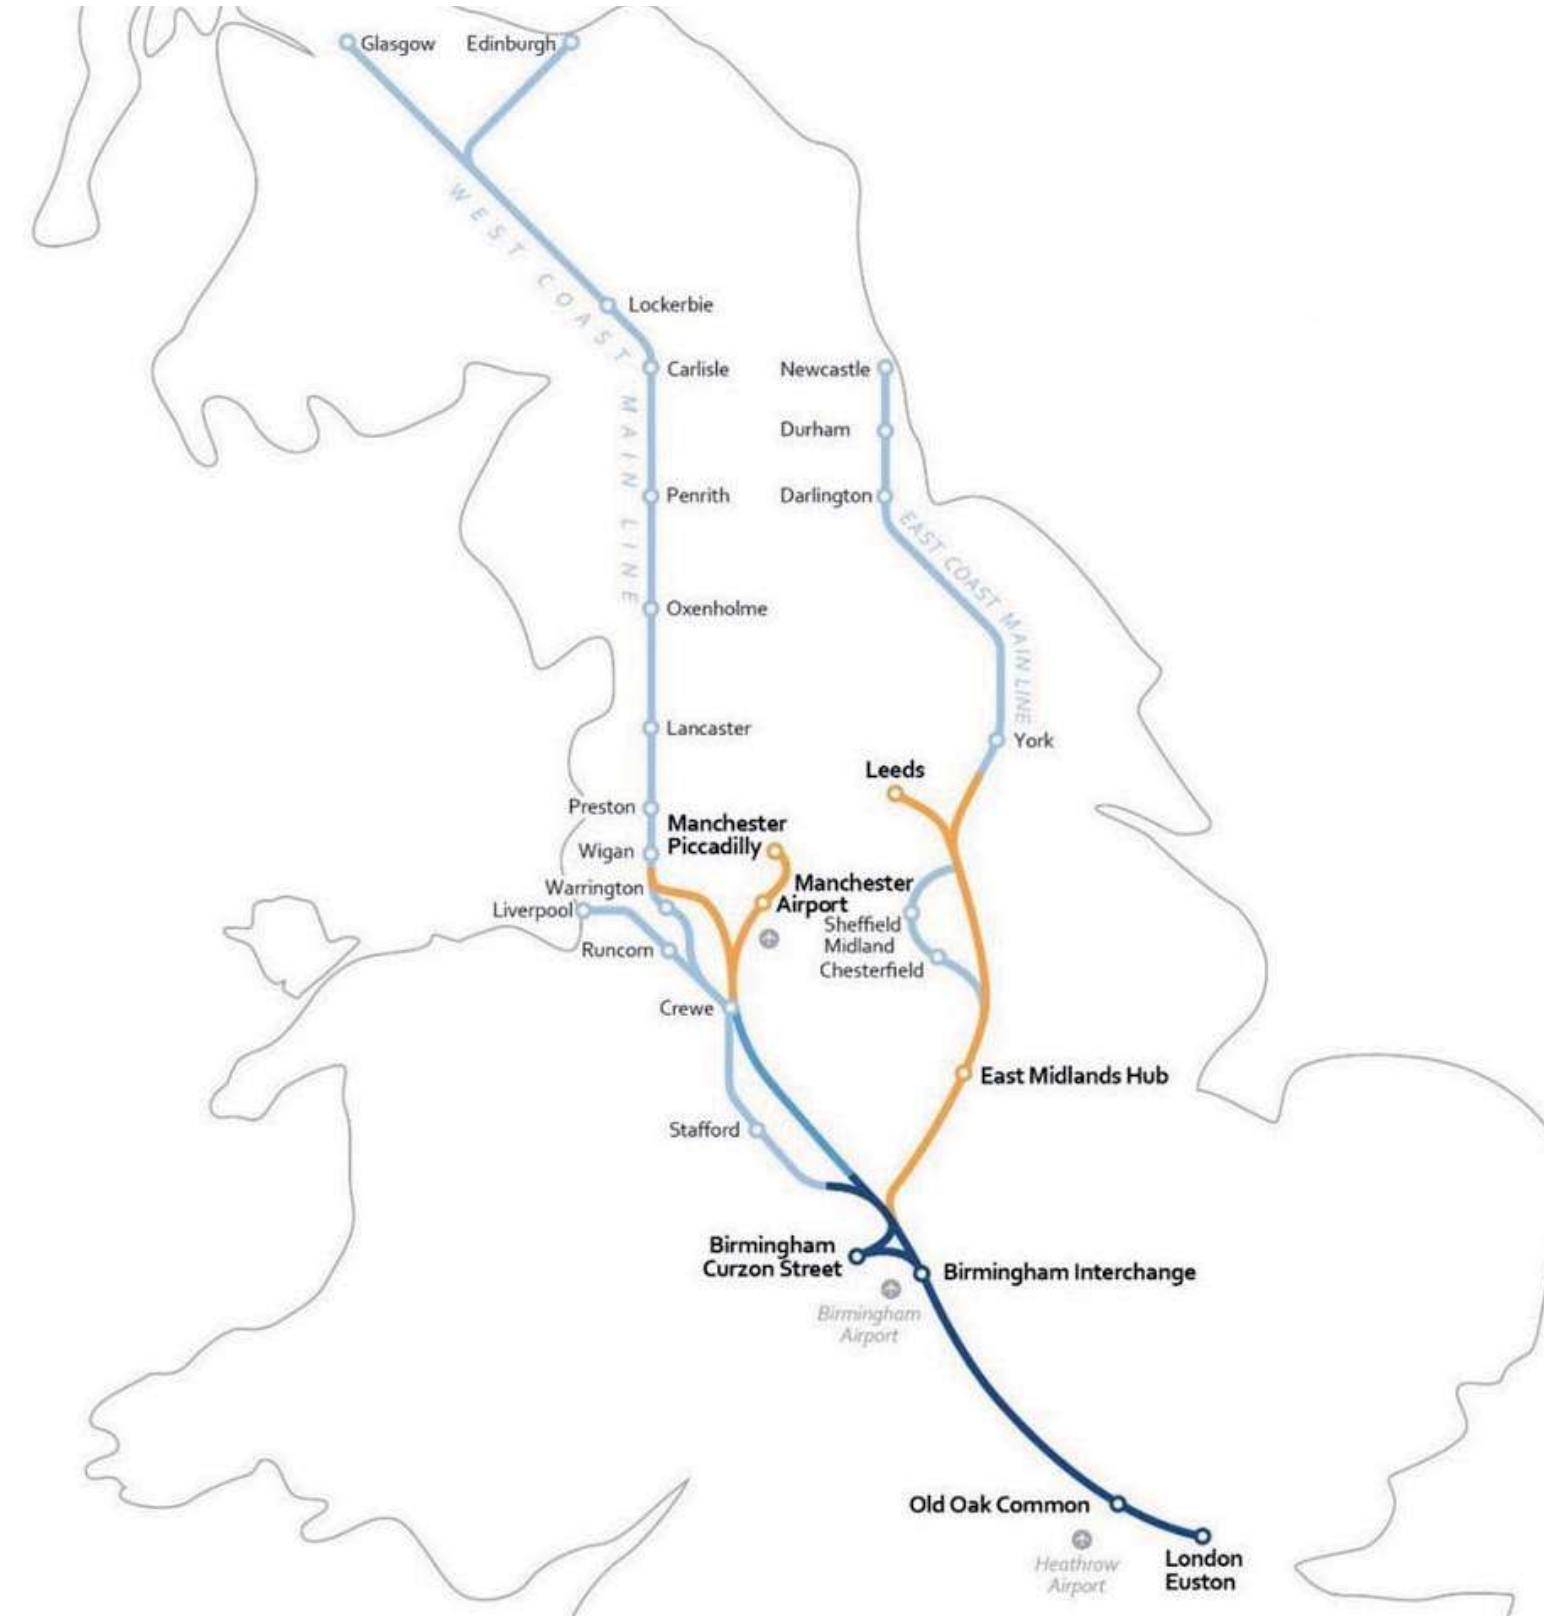 Glasgow
Edinburgh
WEST COAST MAIN LINE
Lockerbie
Carlisle
Newcastle
Durham
Penrith
Darlington
EAST COAST MAIN LINE
Oxenholme
Lancaster
York
Leeds
Preston
Manchester
Piccadilly
Wigan
Warrington
Manchester
Airport
Liverpool
Sheffield
Midland
Runcorn
Chesterfield
Crewe
East Midlands Hub
Stafford
Birmingham
Curzon Street
Birmingham Interchange
Birmingham
Airport
Old Oak Common
Heathrow
Airport
London
Euston